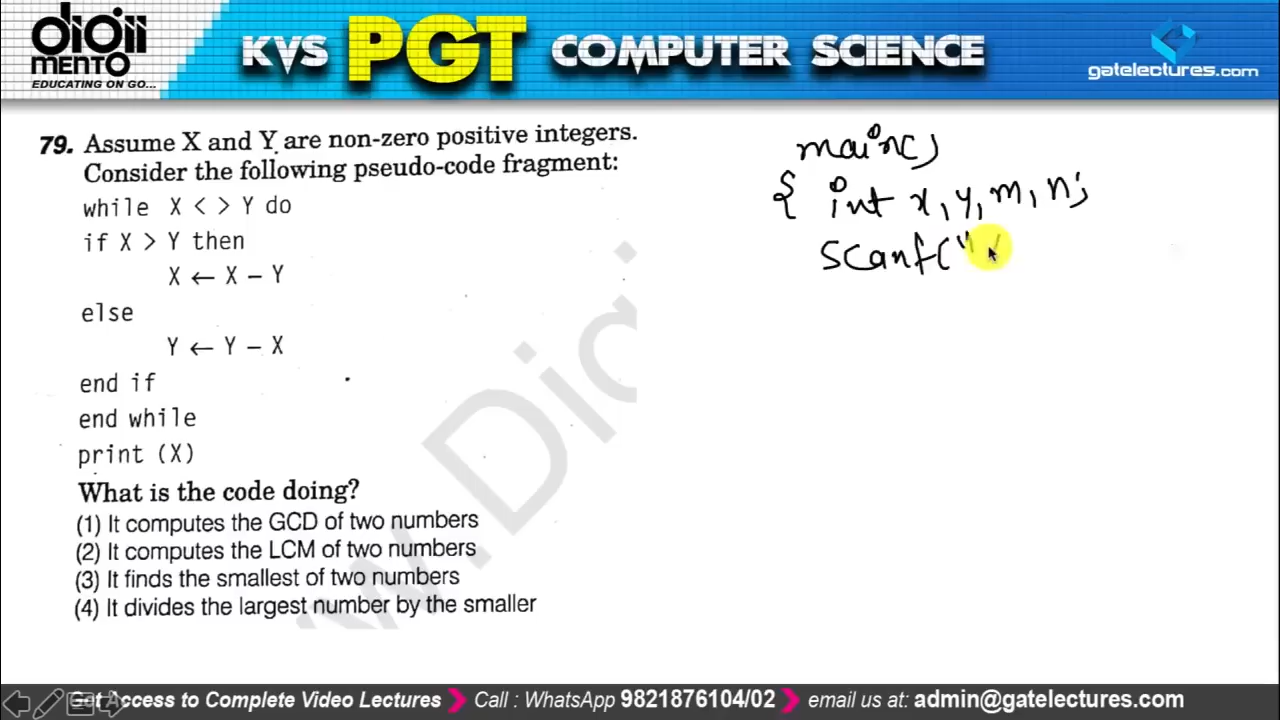 digii
MENTO
EDUCATING ON GO...
KVS PGT COMPUTER SCIENCE
gatelectures.com
79. Assume X and Y are non-zero positive integers.
Consider the following pseudo-code fragment:
while X < > Y do
if X > Y then
X ← X – Y
else
Y ← Y – X
end if
end while
print (X)
What is the code doing?
(1) It computes the GCD of two numbers
(2) It computes the LCM of two numbers
(3) It finds the smallest of two numbers
(4) It divides the largest number by the smaller
main()
{ int x, y, m, n;
scanf("
www.Digi
Get Access to Complete Video Lectures
Call : WhatsApp 9821876104/02
email us at: admin@gatelectures.com